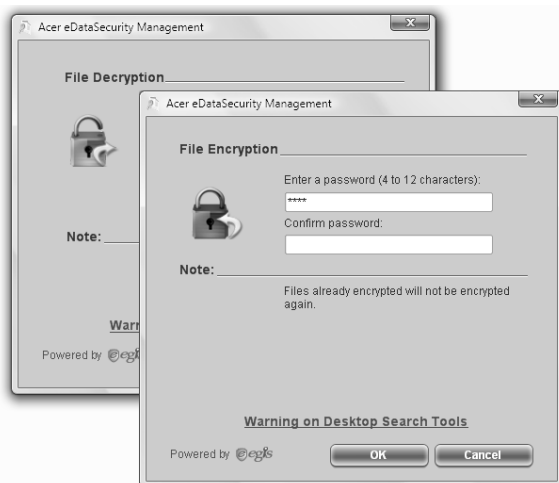 Acer eDataSecurity Management
File Decryption
Note:
Powered by egis
Acer eDataSecurity Management
File Encryption
Enter a password (4 to 12 characters):
****
Confirm password:
Note:
Files already encrypted will not be encrypted
again.
Warning on Desktop Search Tools
Powered by egis
OK
Cancel